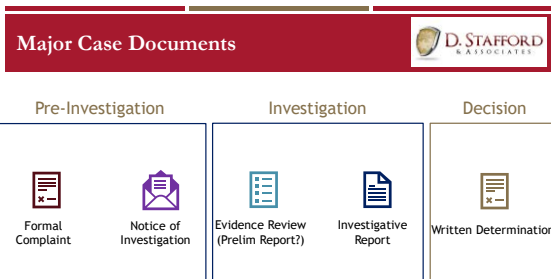 Major Case Documents
D. STAFFORD
& ASSOCIATES
Pre-Investigation
Investigation
Decision
Formal
Complaint
Notice of
Investigation
Evidence Review
(Prelim Report?)
Investigative
Report
Written Determination